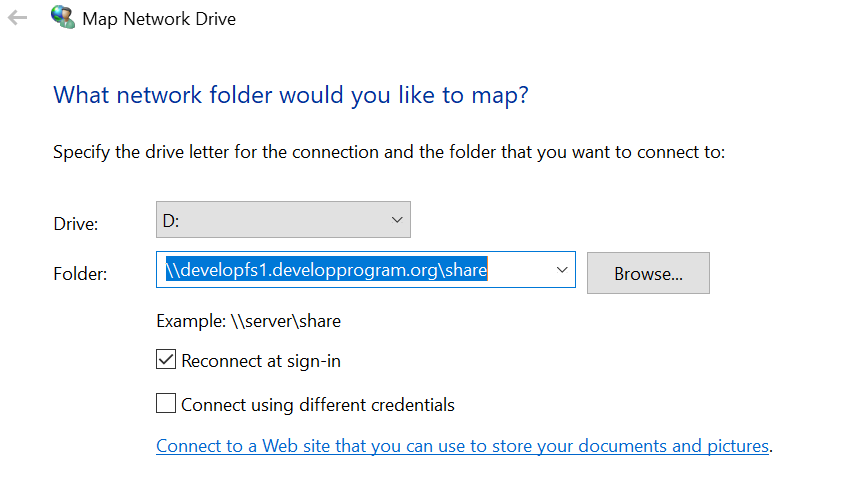 Map Network Drive
What network folder would you like to map?
Specify the drive letter for the connection and the folder that you want to connect to:
Drive: D:
Folder: \\developfs1.developprogram.org\share Browse...
Example: \\server\share
Reconnect at sign-in
Connect using different credentials
Connect to a Web site that you can use to store your documents and pictures.